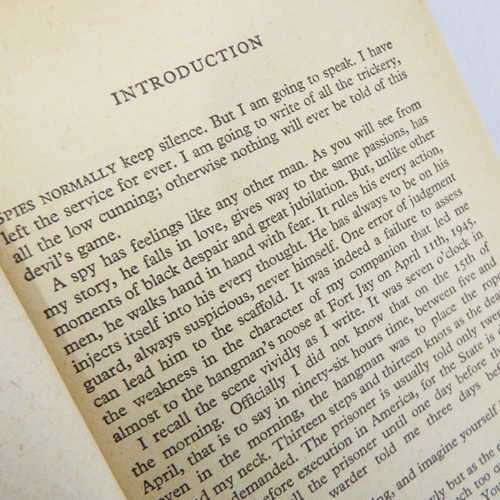 INTRODUCTION
SPIES NORMALLY keep silence. But I am going to speak. I have
left the service for ever. I am going to write of all the trickery,
all the low cunning; otherwise nothing will ever be told of this
devil's game.
A spy has feelings like any other man. As you will see from
my story, he falls in love, gives way to the same passions, has
moments of black despair and great jubilation. But, unlike other
men, he walks hand in hand with fear. It rules his every action,
injects itself into his every thought. He has always to be on his
guard, always suspicious, never himself. One error of judgment
can lead him to the scaffold. It was indeed a failure to assess
the weakness in the character of my companion that led me
almost to the hangman's noose at Fort Jay on April 11th, 1945.
I recall the scene vividly as I write. It was seven o'clock in
the morning. Officially I did not know that on the 15th of
April, that is to say in ninety-six hours time, between five and
seven in the morning, the hangman was to place the rope
round my neck. Thirteen steps and thirteen knots as the
demanded. The prisoner is usually told only twenty
before execution in America, for the State is
tell the prisoner until one day before
warder told me three days
and imagine yourself
but as the